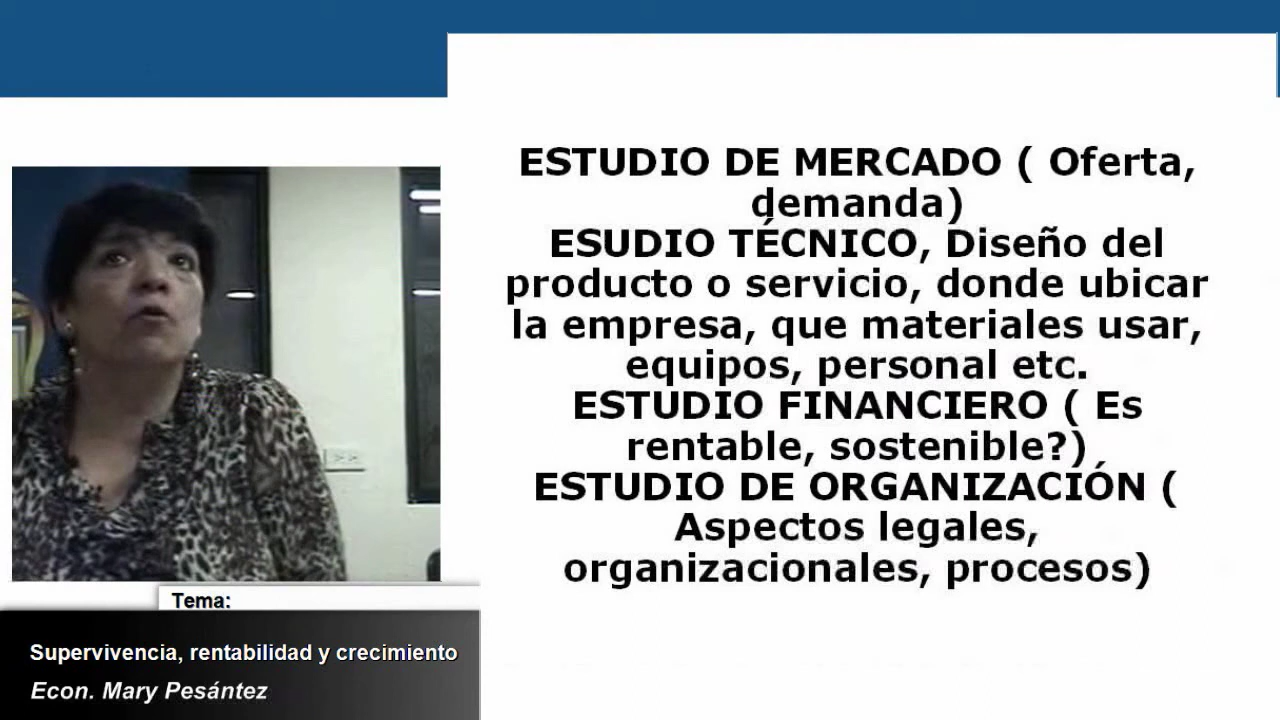 ESTUDIO DE MERCADO ( Oferta,
demanda)
ESUDIO TÉCNICO, Diseño del
producto o servicio, donde ubicar
la empresa, que materiales usar,
equipos, personal etc.
ESTUDIO FINANCIERO ( Es
rentable, sostenible?)
ESTUDIO DE ORGANIZACIÓN (
Aspectos legales,
organizacionales, procesos)
Tema:
Supervivencia, rentabilidad y crecimiento
Econ. Mary Pesántez